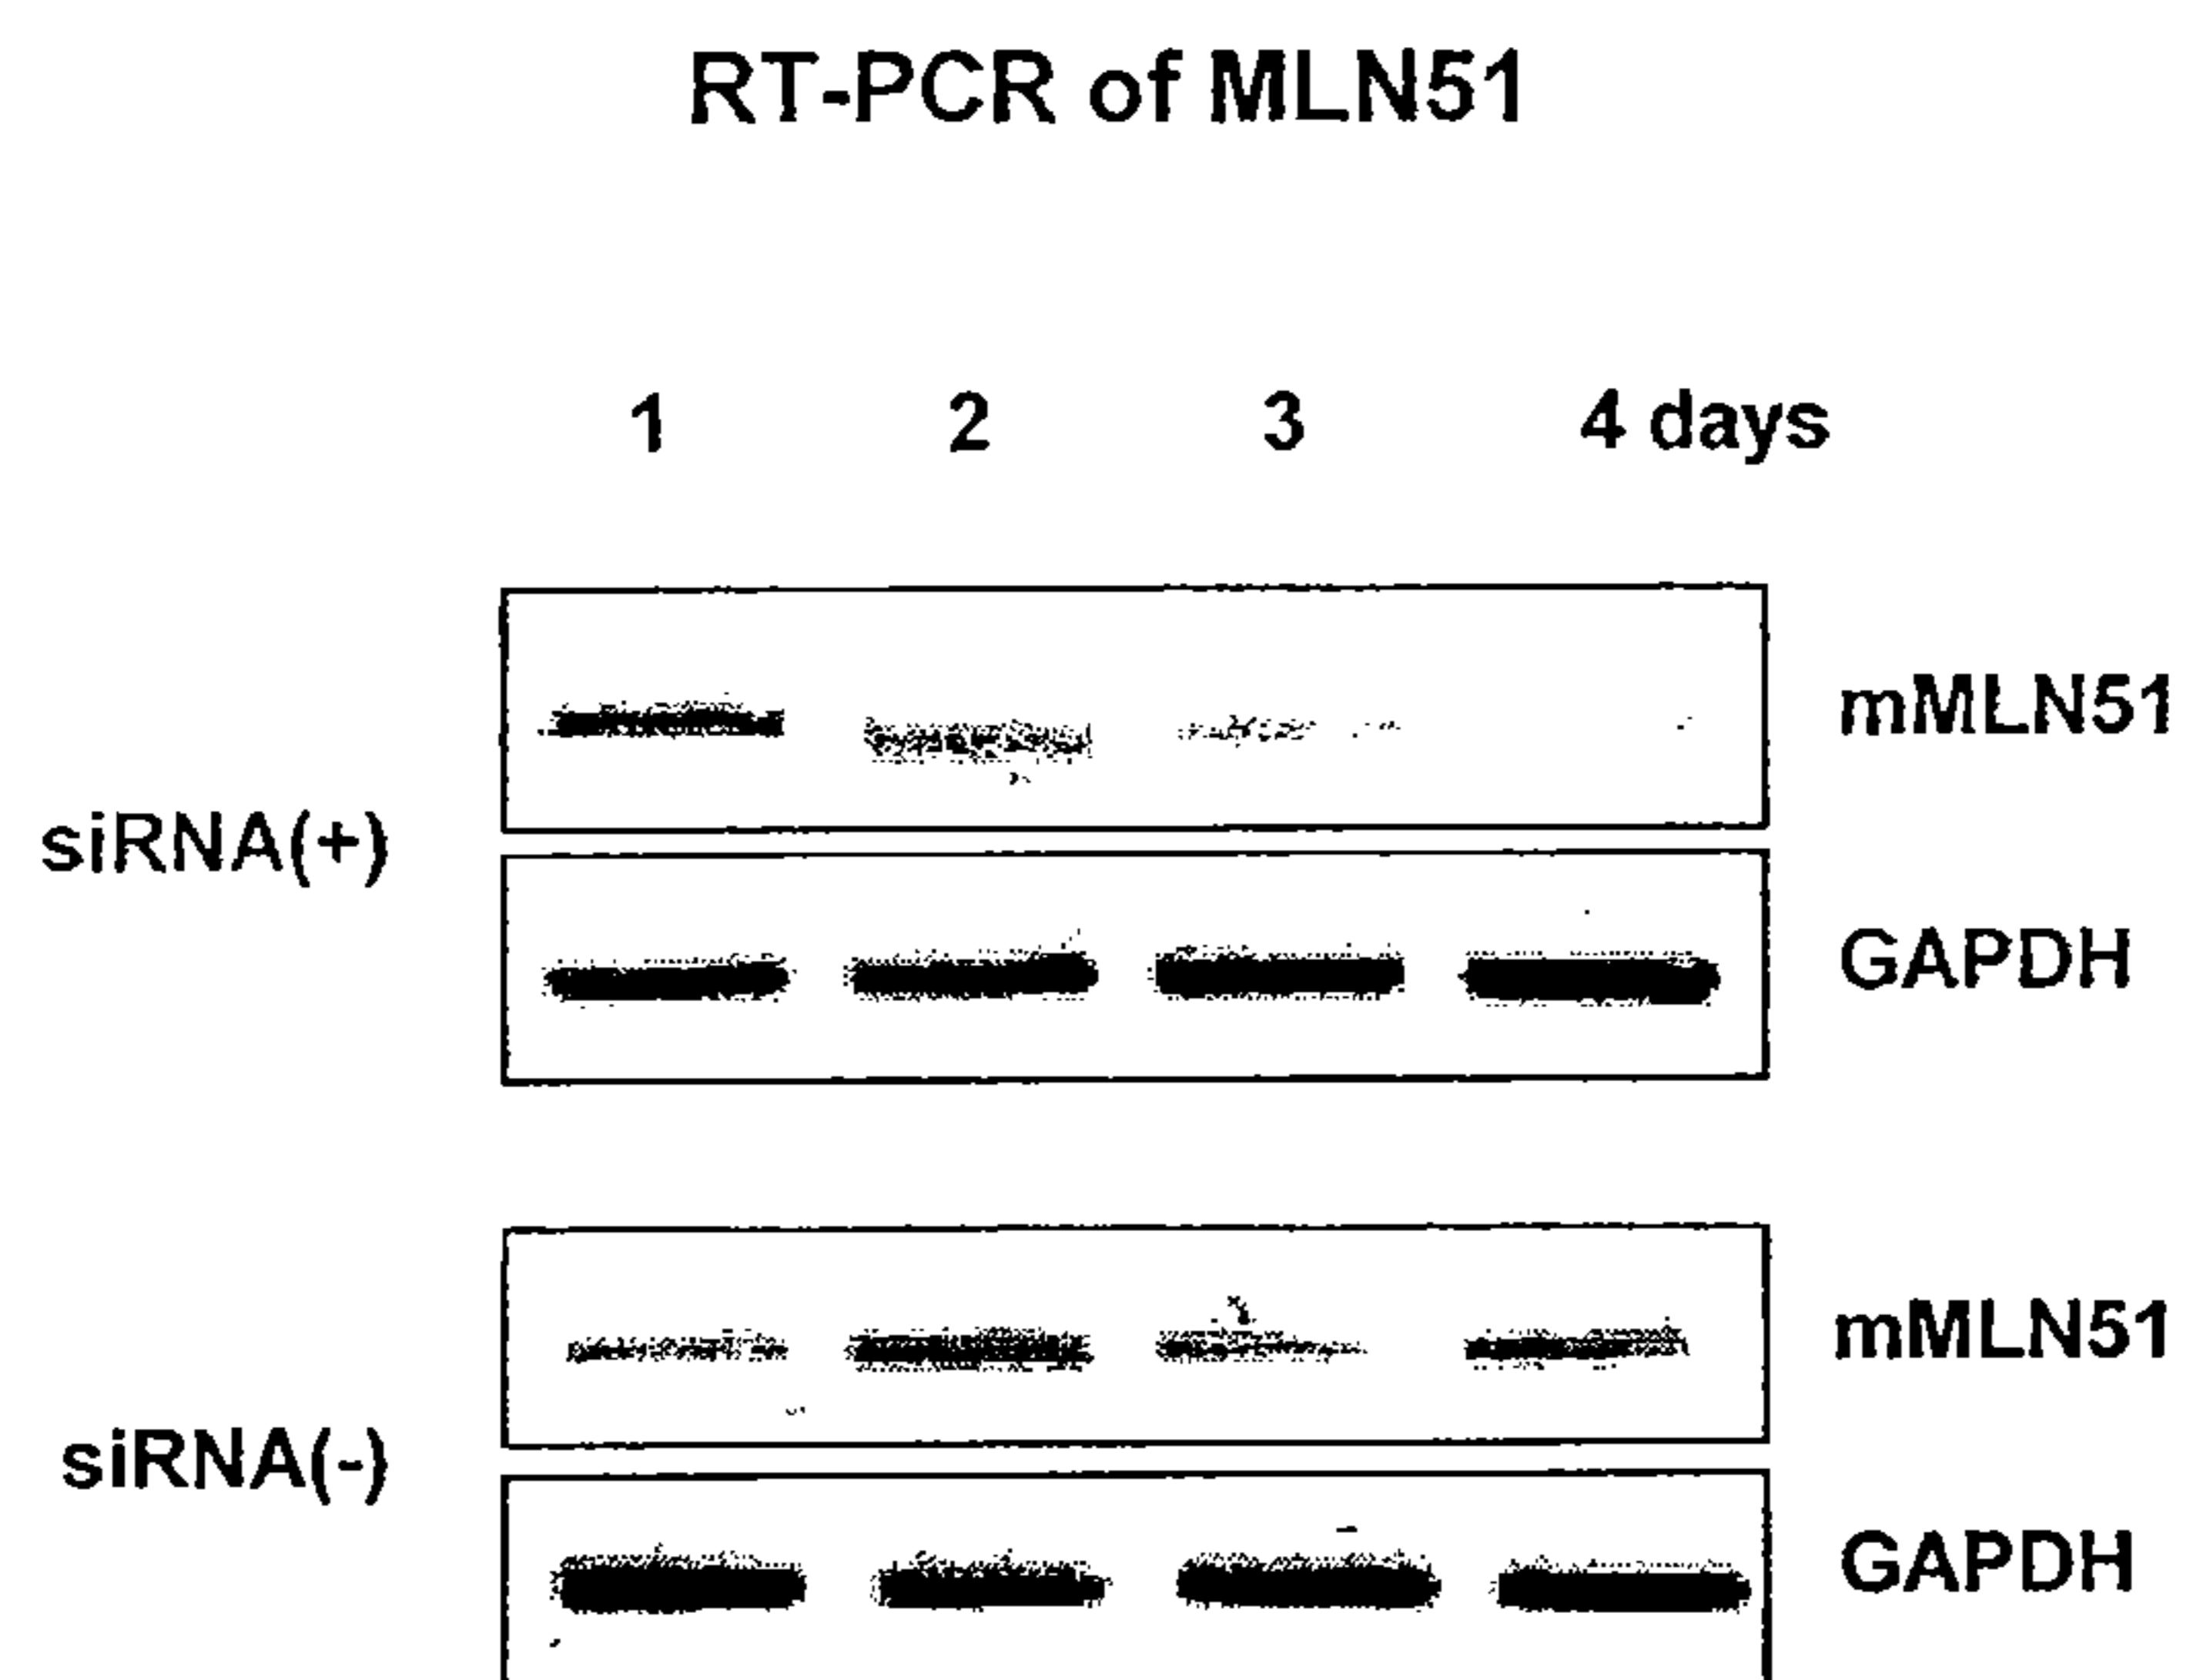 RT-PCR of MLN51
1 2 3 4 days
mMLN51
siRNA(+)
GAPDH
mMLN51
siRNA(-)
GAPDH